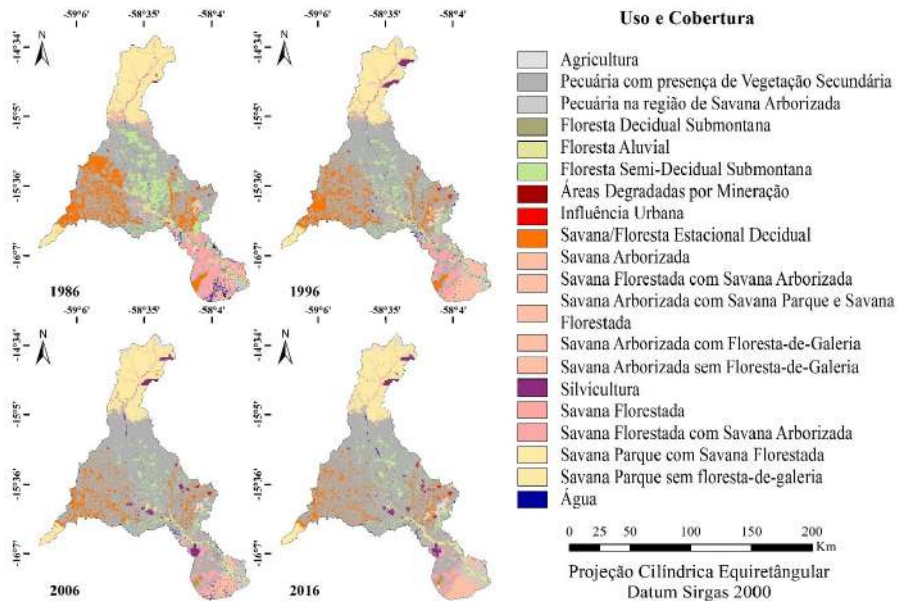 -59°6'
-58°35'
-58°4'
-59°6'
-58°35'
-58°4'
N
N
-14°34'
-14°34'
-15°5'
-15°5'
-15°36'
-15°36'
-16°7'
-16°7'
1986
1996
-59°6'
-58°35'
-58°4'
-59°6'
-58°35'
-58°4'
N
N
-14°34'
-14°34'
-15°5'
-15°5'
-15°36'
-15°36'
-16°7'
-16°7'
2006
2016
Uso e Cobertura
Agricultura
Pecuária com presença de Vegetação Secundária
Pecuária na região de Savana Arborizada
Floresta Decidual Submontana
Floresta Aluvial
Floresta Semi-Decidual Submontana
Áreas Degradadas por Mineração
Influência Urbana
Savana/Floresta Estacional Decidual
Savana Arborizada
Savana Florestada com Savana Arborizada
Savana Arborizada com Savana Parque e Savana
Florestada
Savana Arborizada com Floresta-de-Galeria
Savana Arborizada sem Floresta-de-Galeria
Silvicultura
Savana Florestada
Savana Florestada com Savana Arborizada
Savana Parque com Savana Florestada
Savana Parque sem floresta-de-galeria
Água
0 50 100 150 200
Km
Projeção Cilíndrica Equiretângular
Datum Sirgas 2000